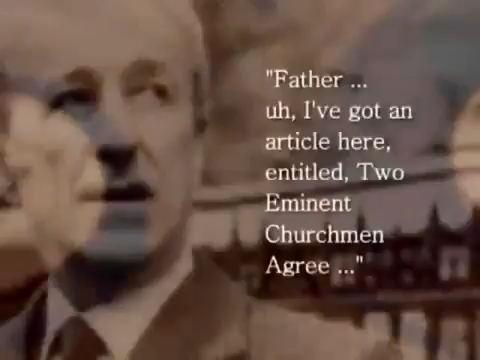 "Father ...
uh, I've got an
article here,
entitled, Two
Eminent
Churchmen
Agree ..."